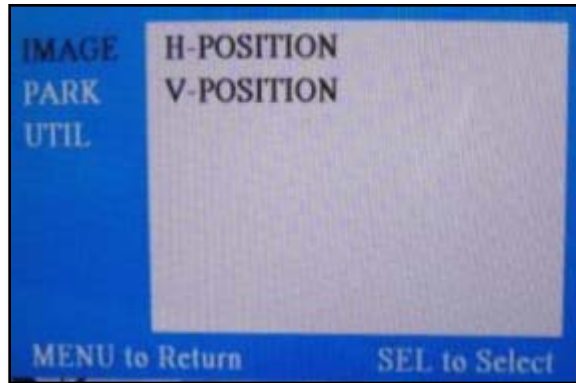 IMAGE H-POSITION
PARK V-POSITION
UTIL
MENU to Return SEL to Select